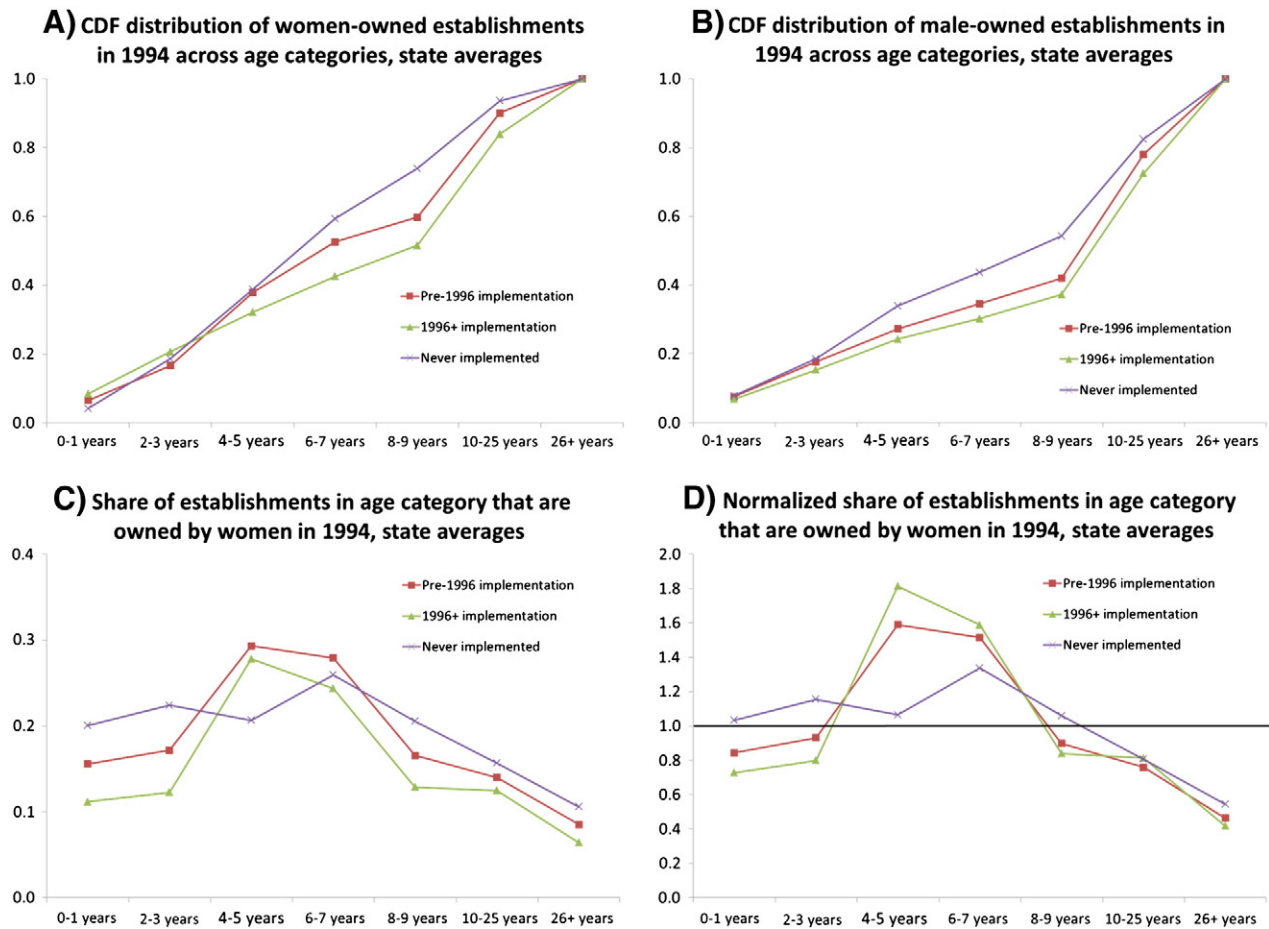 A) CDF distribution of women-owned establishments
in 1994 across age categories, state averages
1.0
0.8
0.6
0.4
0.2
0.0
Pre-1996 implementation
1996+ implementation
Never implemented
0-1 years 2-3 years 4-5 years 6-7 years 8-9 years 10-25 years 26+ years
B) CDF distribution of male-owned establishments in
1994 across age categories, state averages
1.0
0.8
0.6
0.4
0.2
0.0
Pre-1996 implementation
1996+ implementation
Never implemented
0-1 years 2-3 years 4-5 years 6-7 years 8-9 years 10-25 years 26+ years
C) Share of establishments in age category that are
owned by women in 1994, state averages
0.4
0.3
0.2
0.1
0.0
Pre-1996 implementation
1996+ implementation
Never implemented
0-1 years 2-3 years 4-5 years 6-7 years 8-9 years 10-25 years 26+ years
D) Normalized share of establishments in age category
that are owned by women in 1994, state averages
2.0
1.8
1.6
1.4
1.2
1.0
0.8
0.6
0.4
0.2
0.0
Pre-1996 implementation
1996+ implementation
Never implemented
0-1 years 2-3 years 4-5 years 6-7 years 8-9 years 10-25 years 26+ years